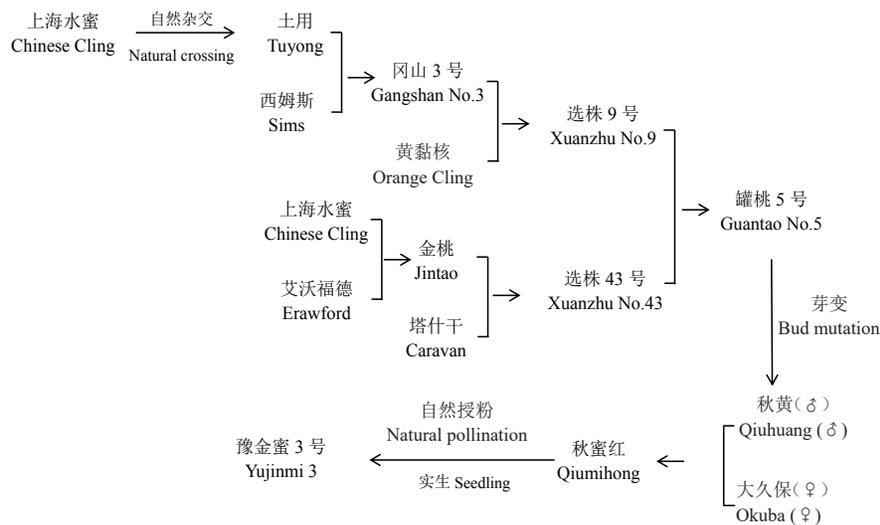 上海水蜜
Chinese Cling
自然杂交
Natural crossing
土用
Tuyong
西姆斯
Sims
冈山 3 号
Gangshan No.3
黄黏核
Orange Cling
选株 9 号
Xuanzhu No.9
上海水蜜
Chinese Cling
艾沃福德
Erawford
金桃
Jintao
塔什干
Caravan
选株 43 号
Xuanzhu No.43
罐桃 5 号
Guantao No.5
芽变
Bud mutation
秋黄(♂)
Qiuhuang (♂)
大久保(♀)
Okuba (♀)
秋蜜红
Qiumihong
自然授粉
Natural pollination
实生 Seedling
豫金蜜 3 号
Yujinmi 3